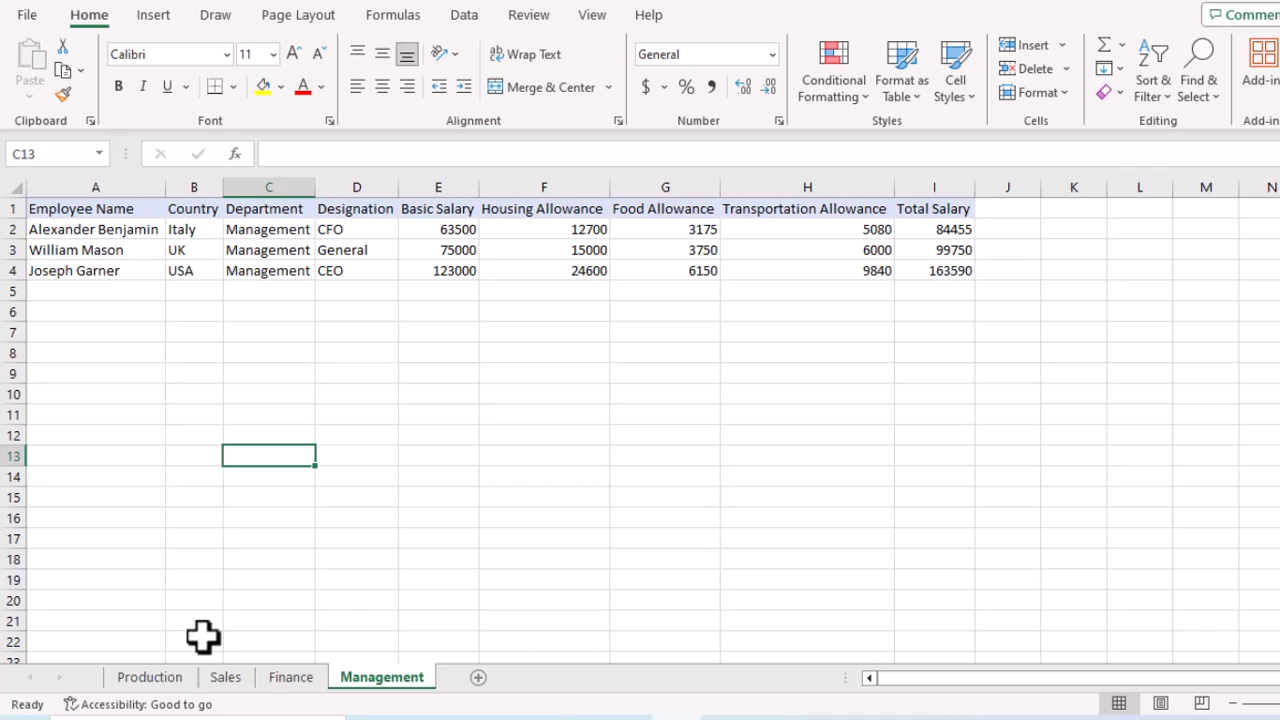 File Home Insert Draw Page Layout Formulas Data Review View Help Commen
Paste Calibri 11 Wrap Text General Insert
B I U Merge & Center $ % Conditional Formatting Format as Table Cell Styles Delete Format Σ Sort & Filter Find & Select Add-in
Clipboard Font Alignment Number Styles Cells Editing Add-in
C13 fx
A B C D E F G H I J K L M N
1 Employee Name Country Department Designation Basic Salary Housing Allowance Food Allowance Transportation Allowance Total Salary
2 Alexander Benjamin Italy Management CFO 63500 12700 3175 5080 84455
3 William Mason UK Management General 75000 15000 3750 6000 99750
4 Joseph Garner USA Management CEO 123000 24600 6150 9840 163590
5
6
7
8
9
10
11
12
13
14
15
16
17
18
19
20
21
22
23
Production Sales Finance Management
Ready Accessibility: Good to go